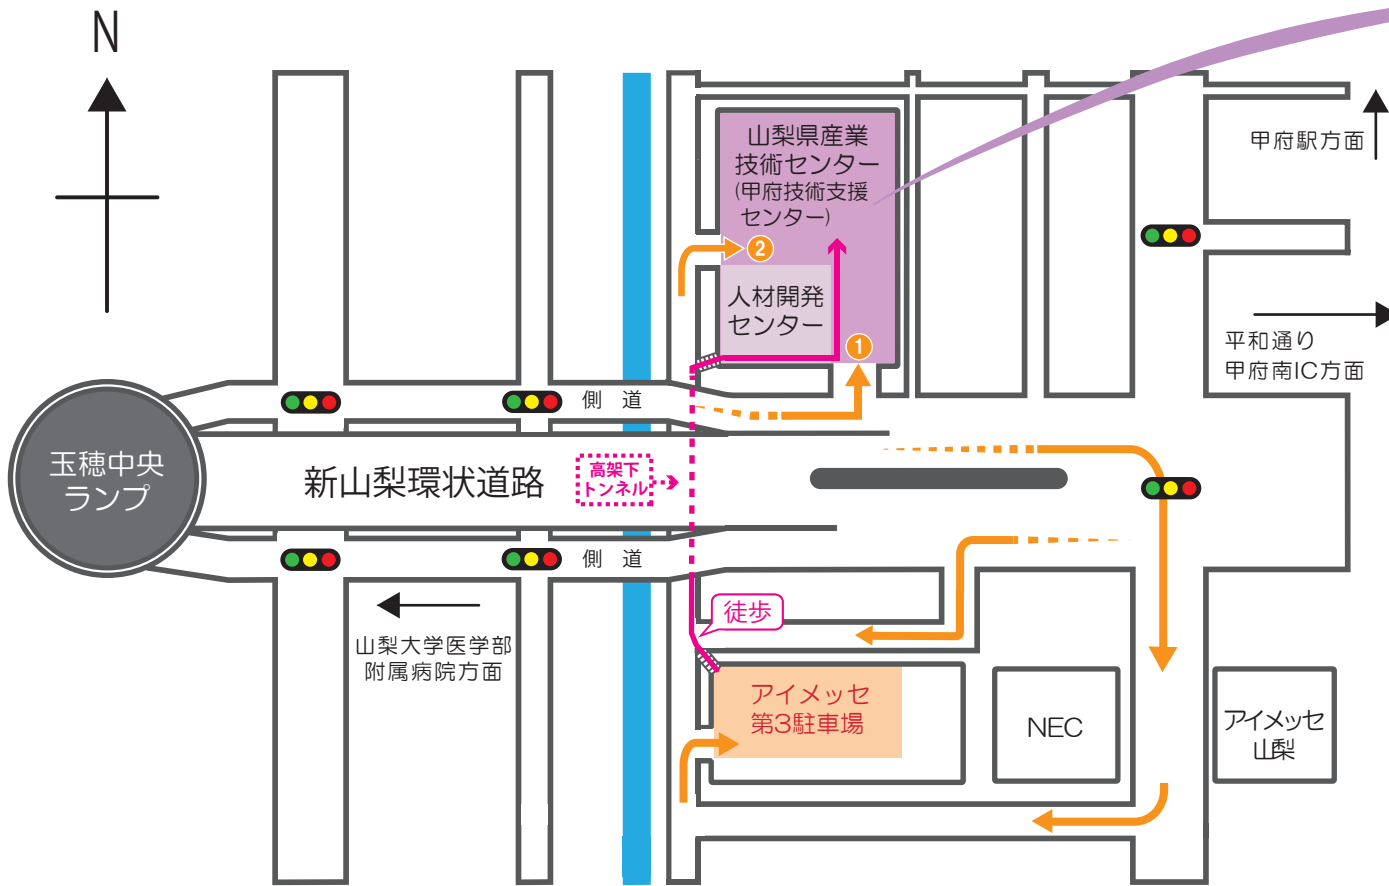 N
山梨県産業
技術センター
(甲府技術支援
センター)
甲府駅方面
2
人材開発
センター
1
平和通り
甲府南IC方面
側 道
玉穂中央
ランプ
新山梨環状道路
高架下
トンネル
側 道
徒歩
山梨大学医学部
附属病院方面
アイメッセ
第3駐車場
NEC
アイメッセ
山梨